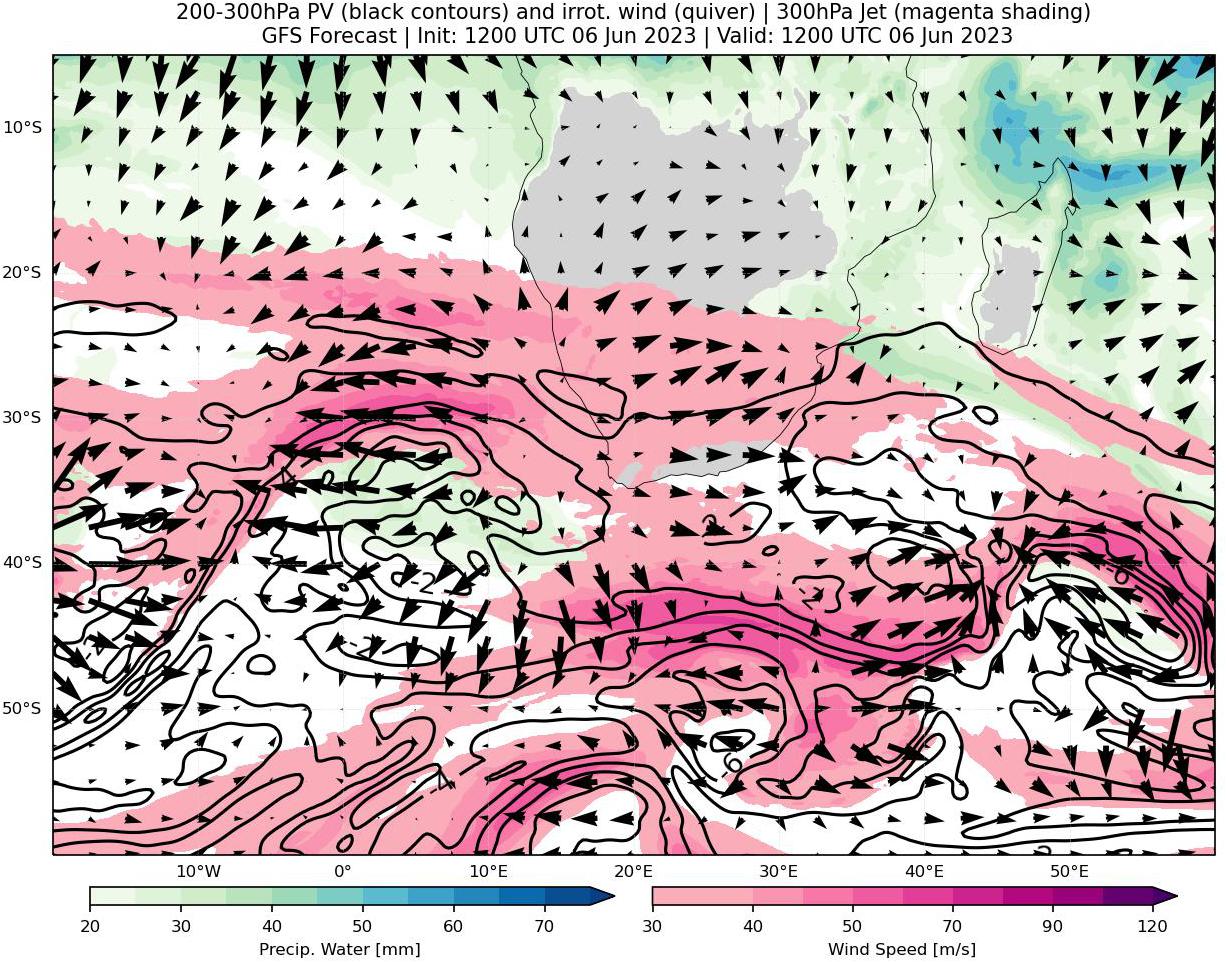 200-300hPa PV (black contours) and irrot. wind (quiver) | 300hPa Jet (magenta shading)
GFS Forecast | Init: 1200 UTC 06 Jun 2023 | Valid: 1200 UTC 06 Jun 2023
10°S
20°S
30°S
40°S
50°S
-2
-2
10°W
0°
10°E
20°E
30°E
40°E
50°E
20
30
40
50
60
70
Precip. Water [mm]
30
40
50
70
90
120
Wind Speed [m/s]